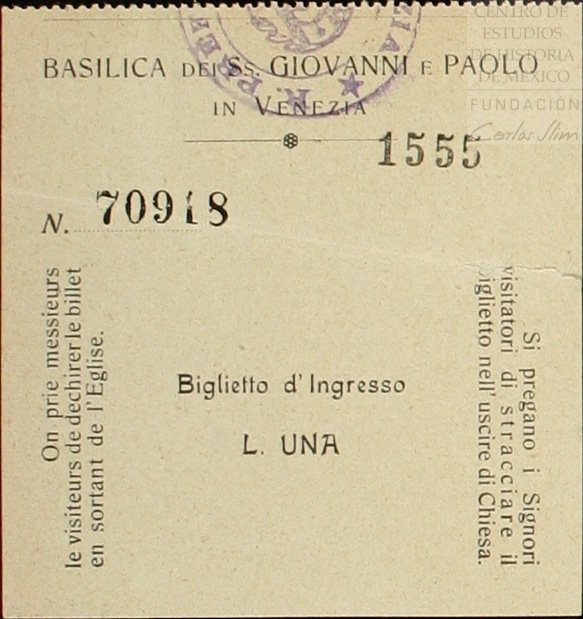 CENTRO DE
ESTUDIOS
DE HISTORIA
DE MÉXICO
FUNDACIÓN
Carlos Slim
BASILICA DEI SS. GIOVANNI E PAOLO
IN VENEZIA
1555
N. 70918
On prie messieurs
le visiteurs de dechirer le billet
en sortant de l'Eglise.
Biglietto d'Ingresso
L. UNA
Si pregano i Signori
visitatori di stracciare il
biglietto nell'uscire di Chiesa.